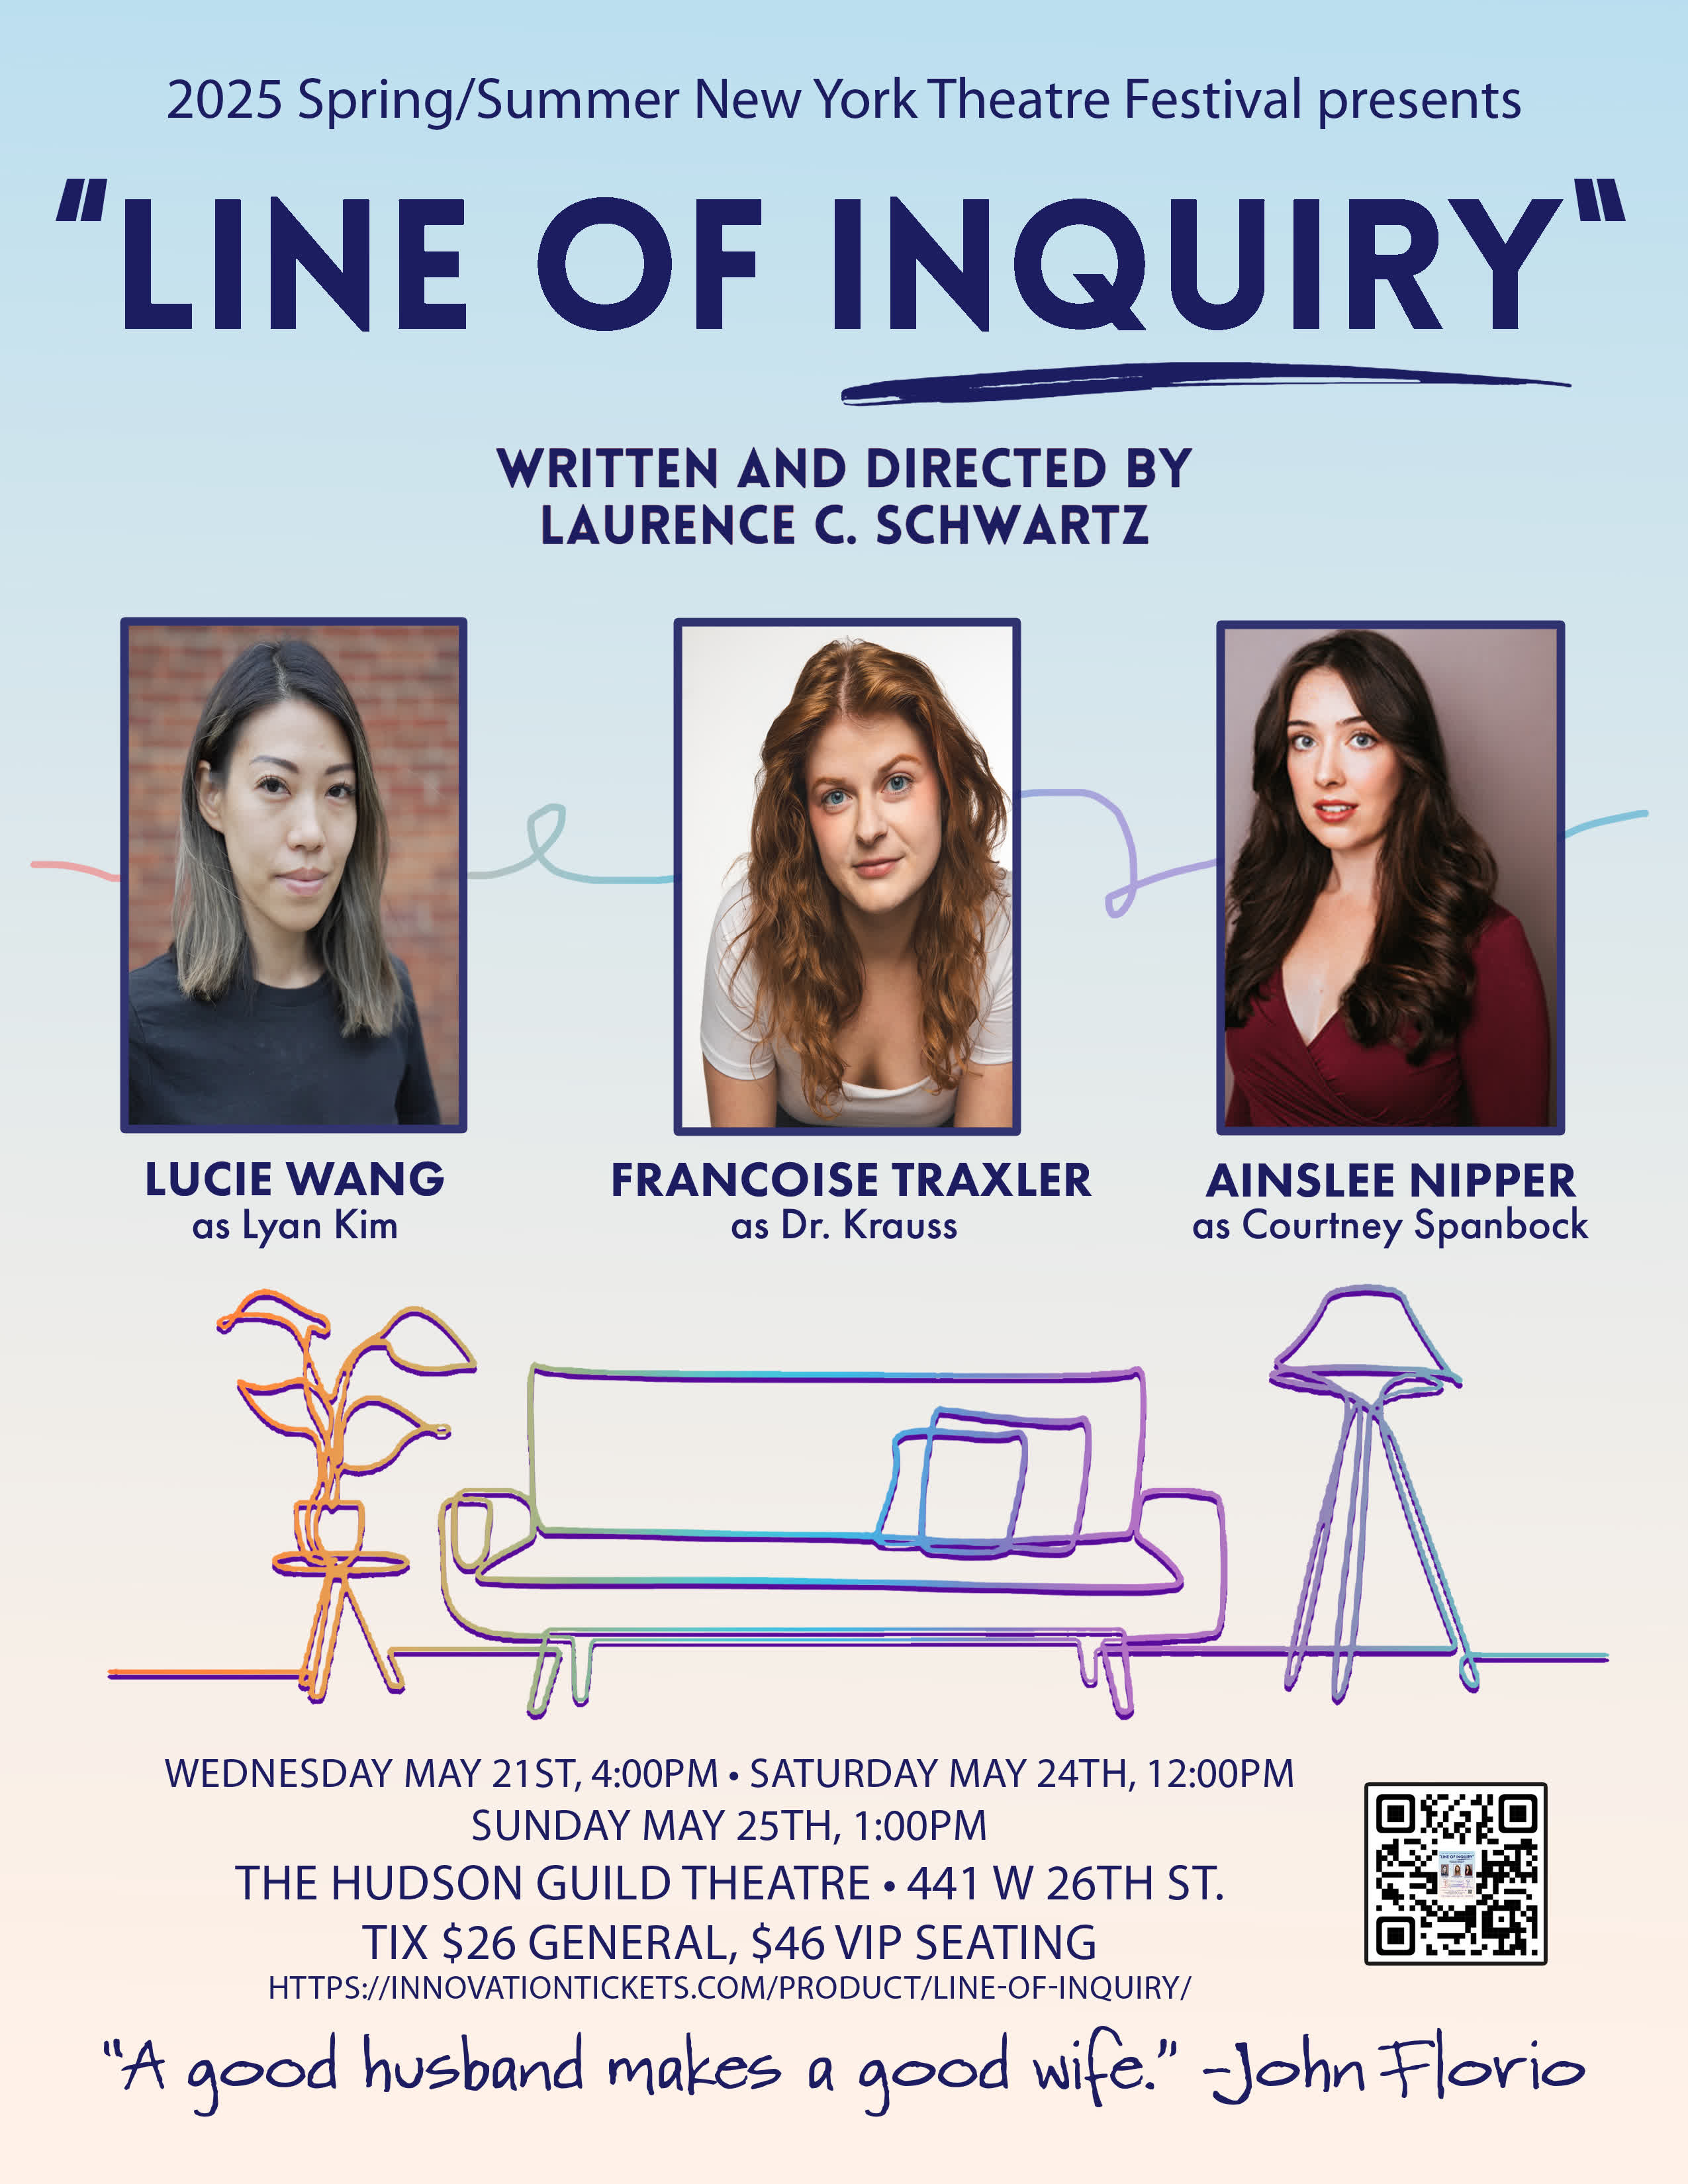 2025 Spring/Summer New York Theatre Festival presents
"LINE OF INQUIRY"
WRITTEN AND DIRECTED BY
LAURENCE C. SCHWARTZ
LUCIE WANG
as Lyan Kim
FRANCOISE TRAXLER
as Dr. Krauss
AINSLEE NIPPER
as Courtney Spanbock
WEDNESDAY MAY 21ST, 4:00PM • SATURDAY MAY 24TH, 12:00PM
SUNDAY MAY 25TH, 1:00PM
THE HUDSON GUILD THEATRE • 441 W 26TH ST.
TIX $26 GENERAL, $46 VIP SEATING
HTTPS://INNOVATIONTICKETS.COM/PRODUCT/LINE-OF-INQUIRY/
"A good husband makes a good wife." -John Florio